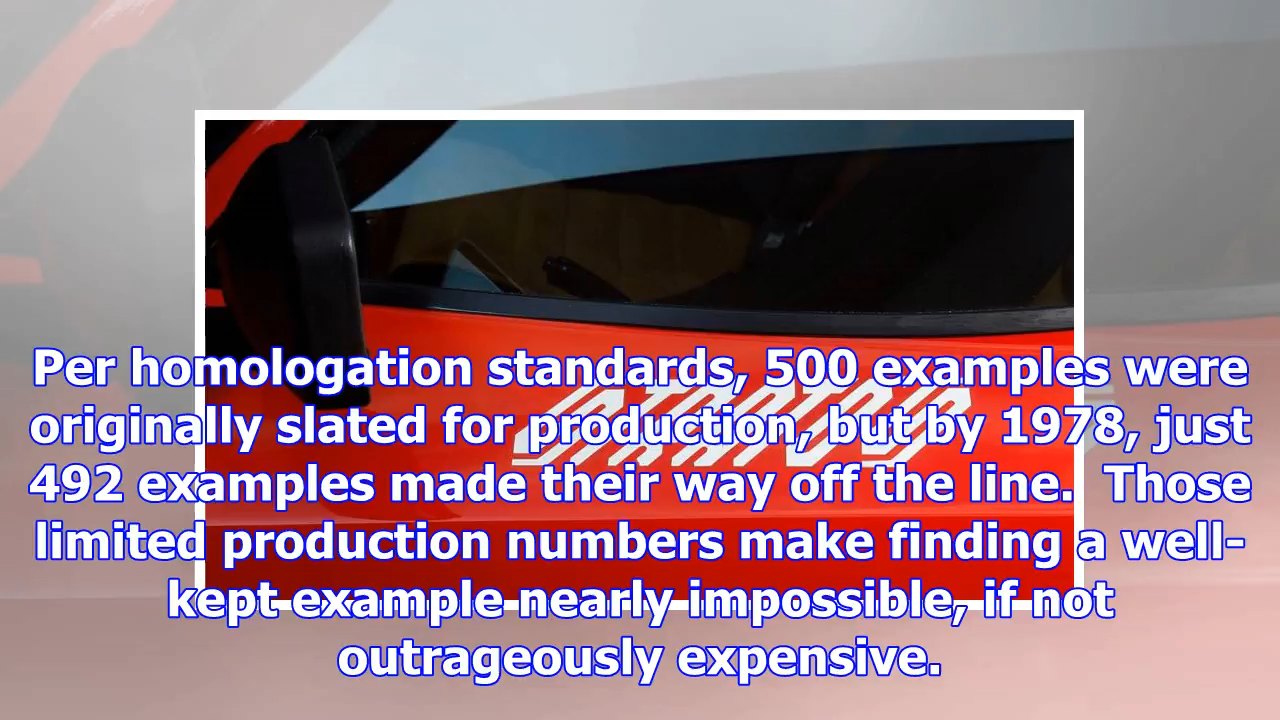 Per homologation standards, 500 examples were
originally slated for production, but by 1978, just
492 examples made their way off the line.  Those
limited production numbers make finding a well-
kept example nearly impossible, if not
outrageously expensive.
STRATOS